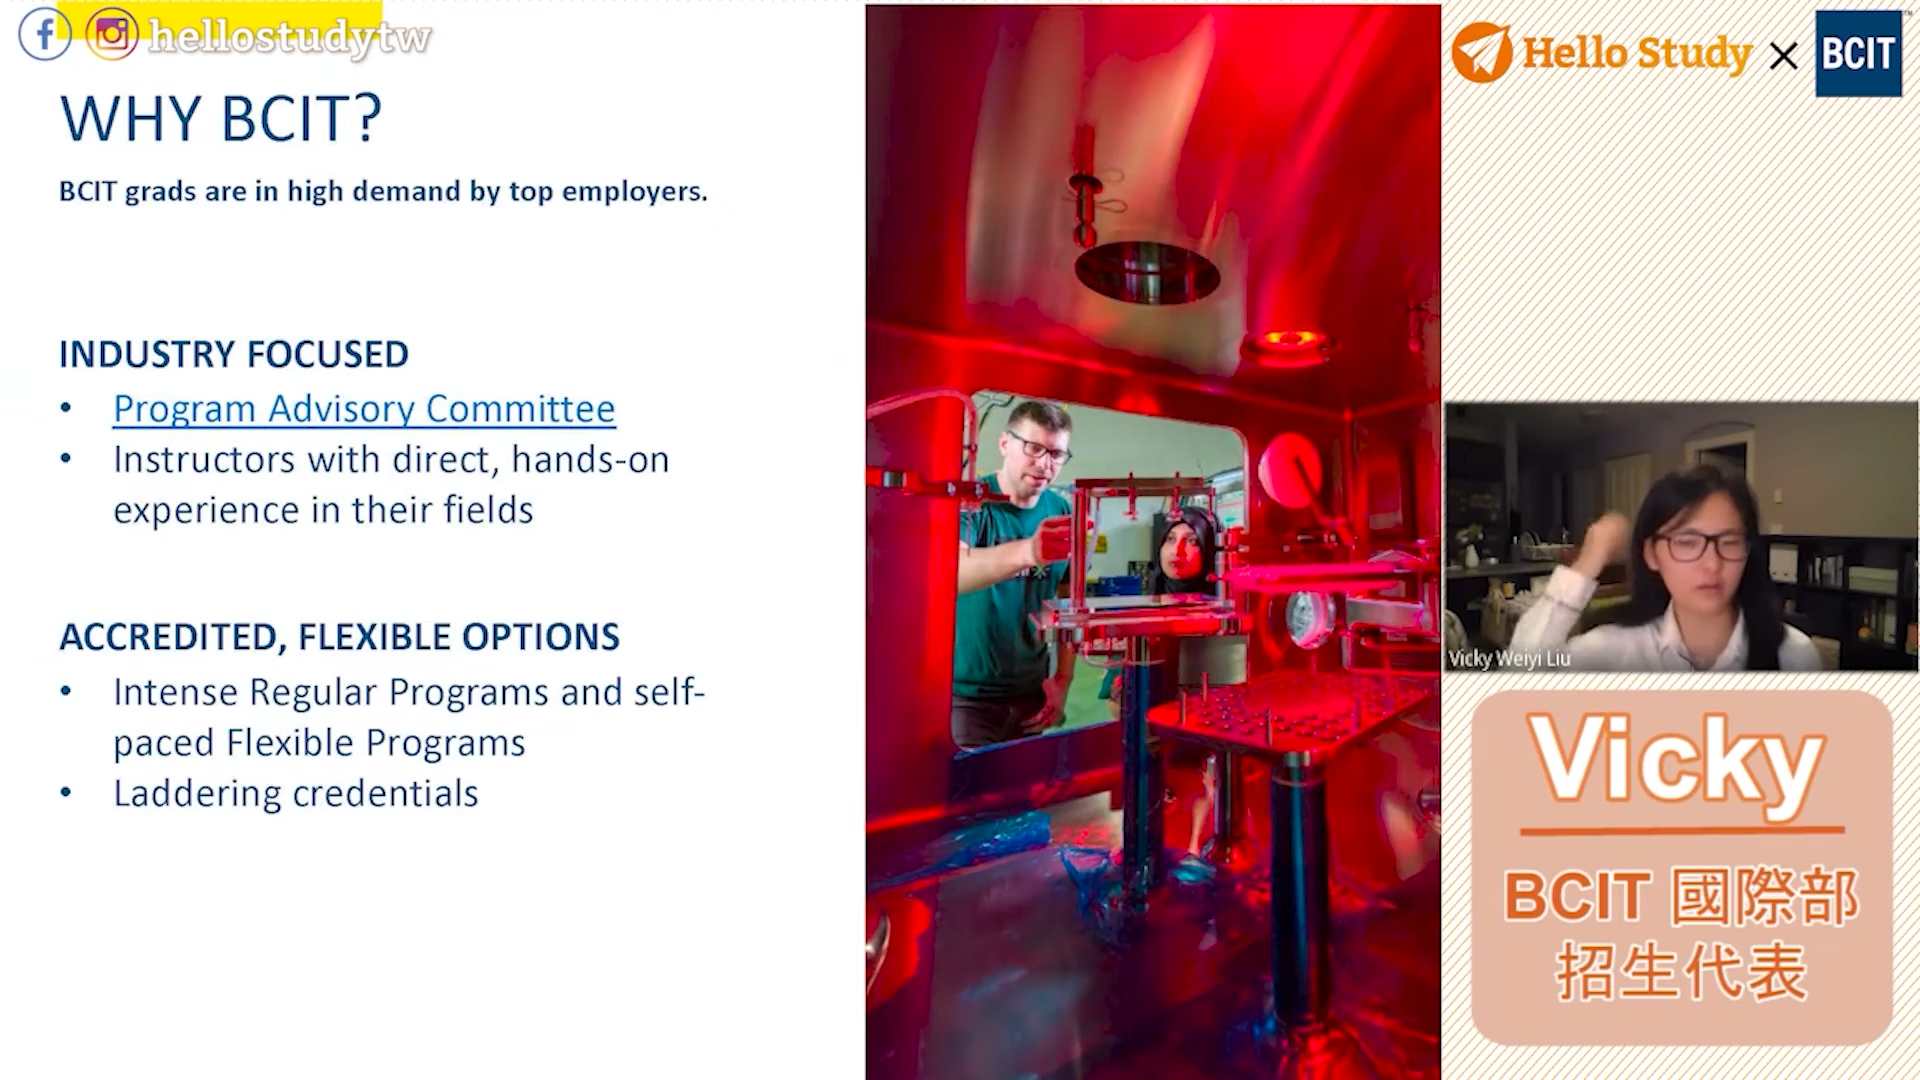 hellostudytw
WHY BCIT?
BCIT grads are in high demand by top employers.
INDUSTRY FOCUSED
• Program Advisory Committee
• Instructors with direct, hands-on
experience in their fields
ACCREDITED, FLEXIBLE OPTIONS
• Intense Regular Programs and self-
paced Flexible Programs
• Laddering credentials
Hello Study × BCIT
Vicky Weiyi Liu
Vicky
BCIT 國際部
招生代表